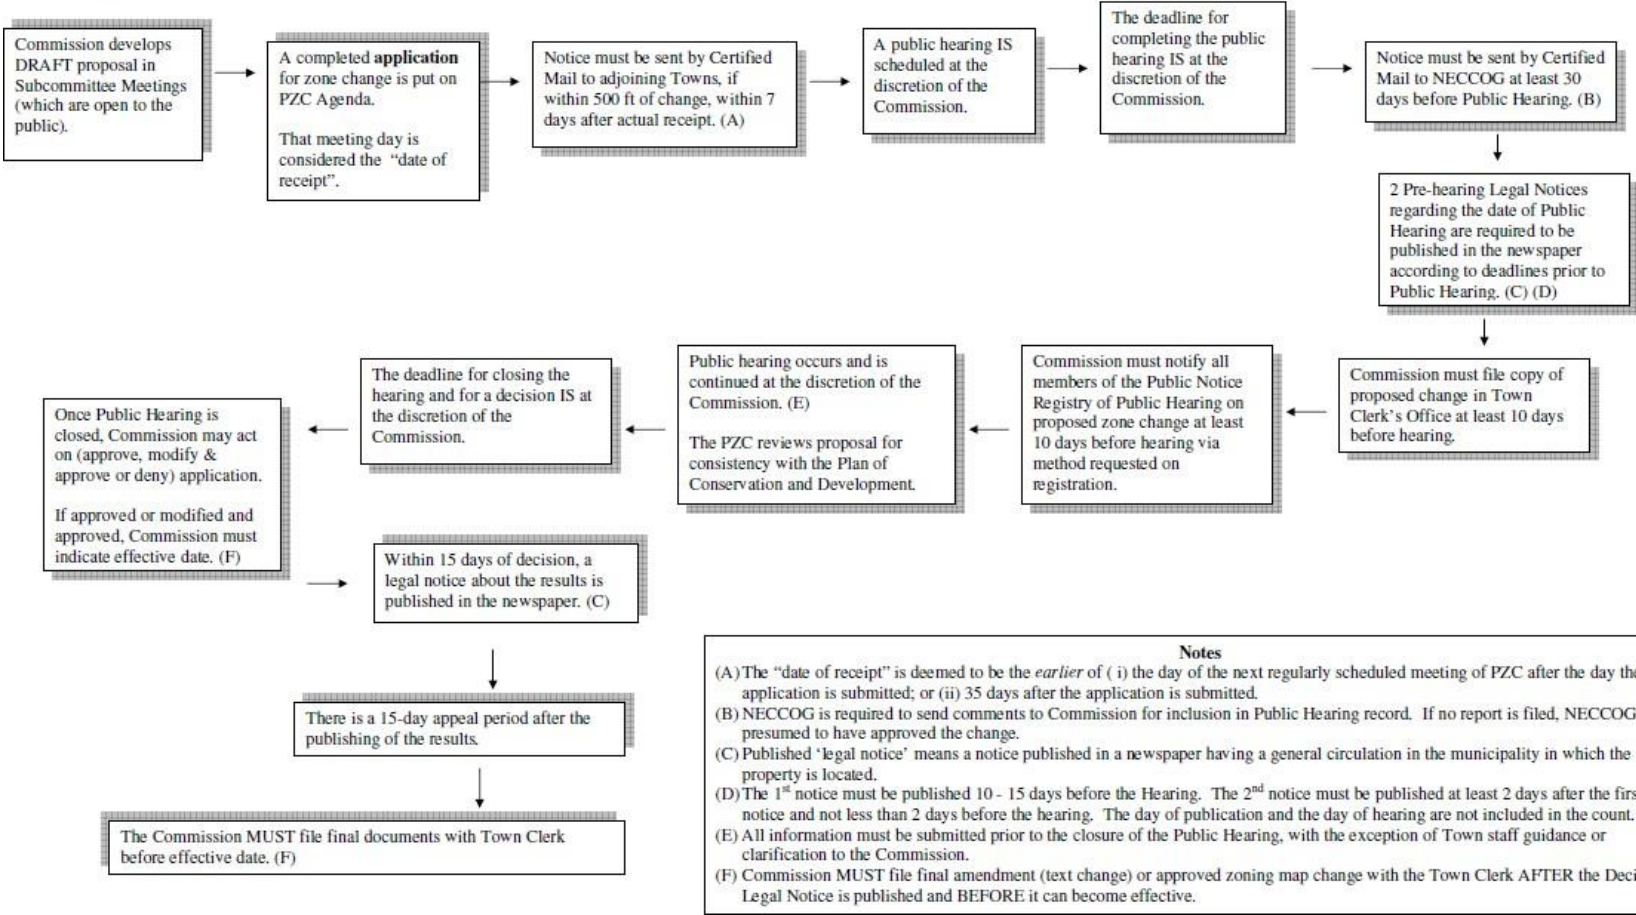 Commission develops
DRAFT proposal in
Subcommittee Meetings
(which are open to the
public).
A completed application
for zone change is put on
PZC Agenda.
That meeting day is
considered the “date of
receipt”.
Notice must be sent by Certified
Mail to adjoining Towns, if
within 500 ft of change, within 7
days after actual receipt. (A)
A public hearing IS
scheduled at the
discretion of the
Commission.
The deadline for
completing the public
hearing IS at the
discretion of the
Commission.
Notice must be sent by Certified
Mail to NECCOG at least 30
days before Public Hearing. (B)
2 Pre-hearing Legal Notices
regarding the date of Public
Hearing are required to be
published in the newspaper
according to deadlines prior to
Public Hearing. (C) (D)
Commission must file copy of
proposed change in Town
Clerk’s Office at least 10 days
before hearing.
Commission must notify all
members of the Public Notice
Registry of Public Hearing on
proposed zone change at least
10 days before hearing via
method requested on
registration.
Public hearing occurs and is
continued at the discretion of the
Commission. (E)
The PZC reviews proposal for
consistency with the Plan of
Conservation and Development.
The deadline for closing the
hearing and for a decision IS at
the discretion of the
Commission.
Once Public Hearing is
closed, Commission may act
on (approve, modify &
approve or deny) application.
If approved or modified and
approved, Commission must
indicate effective date. (F)
Within 15 days of decision, a
legal notice about the results is
published in the newspaper. (C)
There is a 15-day appeal period after the
publishing of the results.
The Commission MUST file final documents with Town Clerk
before effective date. (F)
Notes
(A) The “date of receipt” is deemed to be the earlier of ( i) the day of the next regularly scheduled meeting of PZC after the day the
application is submitted; or (ii) 35 days after the application is submitted.
(B) NECCOG is required to send comments to Commission for inclusion in Public Hearing record. If no report is filed, NECCOG
presumed to have approved the change.
(C) Published ‘legal notice’ means a notice published in a newspaper having a general circulation in the municipality in which the
property is located.
(D) The 1st notice must be published 10 - 15 days before the Hearing. The 2nd notice must be published at least 2 days after the firs
notice and not less than 2 days before the hearing. The day of publication and the day of hearing are not included in the count.
(E) All information must be submitted prior to the closure of the Public Hearing, with the exception of Town staff guidance or
clarification to the Commission.
(F) Commission MUST file final amendment (text change) or approved zoning map change with the Town Clerk AFTER the Deci
Legal Notice is published and BEFORE it can become effective.